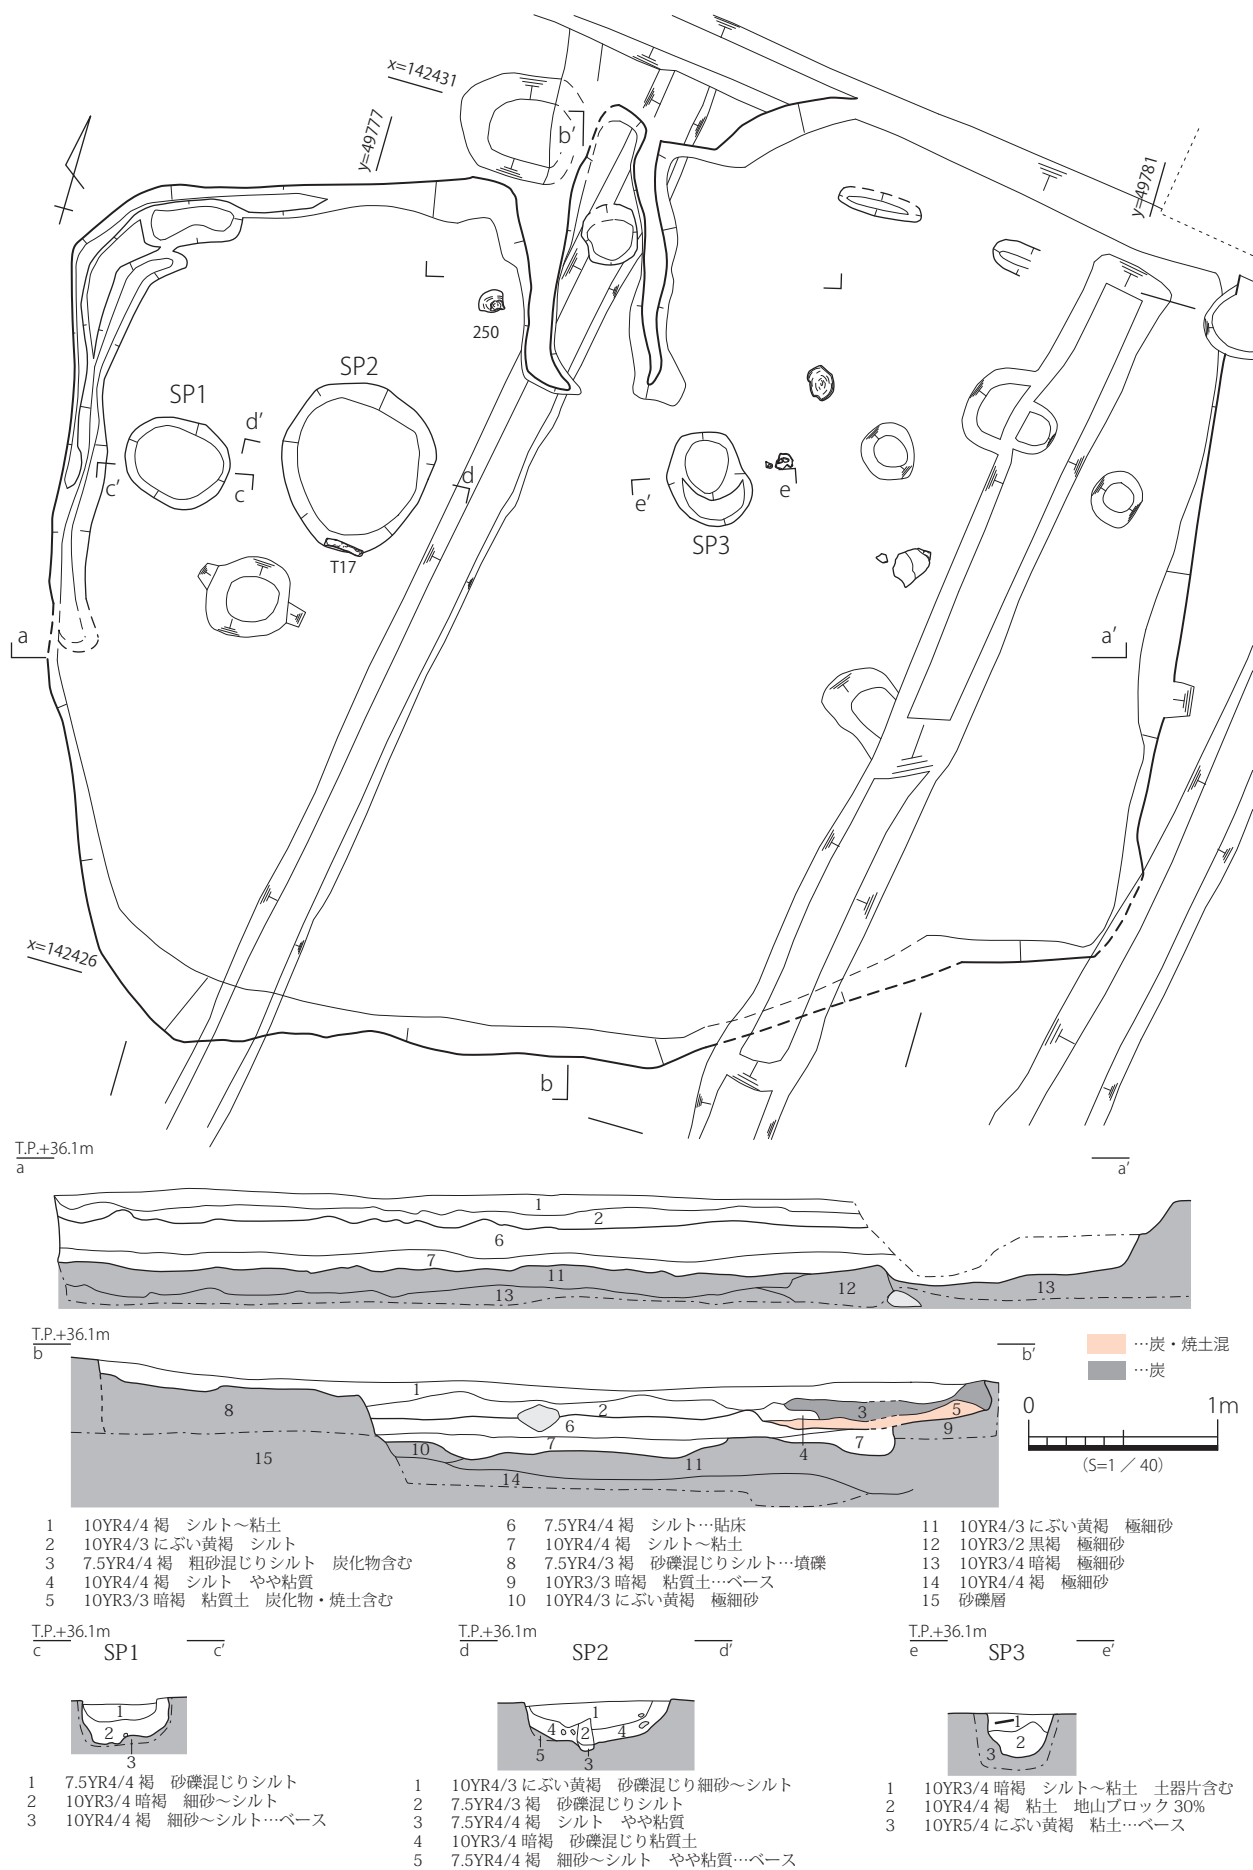 x=142431
y=49777
b′
y=49781
250
SP2
SP1
d′
d
c′
c
e′
e
SP3
T17
a
a′
x=142426
b
T.P.+36.1m
a
a′
1
2
6
7
11
13
12
13
T.P.+36.1m
b
b′
…炭・焼土混
…炭
1
2
3
5
8
6
9
7
7
10
4
15
11
14
0
1m
(S=1/40)
1 10YR4/4 褐 シルト～粘土
2 10YR4/3 にぶい黄褐 シルト
3 7.5YR4/4 褐 粗砂混じりシルト 炭化物含む
4 10YR4/4 褐 シルト やや粘質
5 10YR3/3 暗褐 粘質土 炭化物・焼土含む
6 7.5YR4/4 褐 シルト…貼床
7 10YR4/4 褐 シルト～粘土
8 7.5YR4/3 褐 砂礫混じりシルト…墳礫
9 10YR3/3 暗褐 粘質土…ベース
10 10YR4/3 にぶい黄褐 極細砂
11 10YR4/3 にぶい黄褐 極細砂
12 10YR3/2 黒褐 極細砂
13 10YR3/4 暗褐 極細砂
14 10YR4/4 褐 極細砂
15 砂礫層
T.P.+36.1m
c
SP1
c′
1
2
3
1 7.5YR4/4 褐 砂礫混じりシルト
2 10YR3/4 暗褐 細砂～シルト
3 10YR4/4 褐 細砂～シルト…ベース
T.P.+36.1m
d
SP2
d′
1
4
2
4
5
3
1 10YR4/3 にぶい黄褐 砂礫混じり細砂～シルト
2 7.5YR4/3 褐 砂礫混じりシルト
3 7.5YR4/4 褐 シルト やや粘質
4 10YR3/4 暗褐 砂礫混じり粘質土
5 7.5YR4/4 褐 細砂～シルト やや粘質…ベース
T.P.+36.1m
e
SP3
e′
1
2
3
1 10YR3/4 暗褐 シルト～粘土 土器片含む
2 10YR4/4 褐 粘土 地山ブロック 30%
3 10YR5/4 にぶい黄褐 粘土…ベース